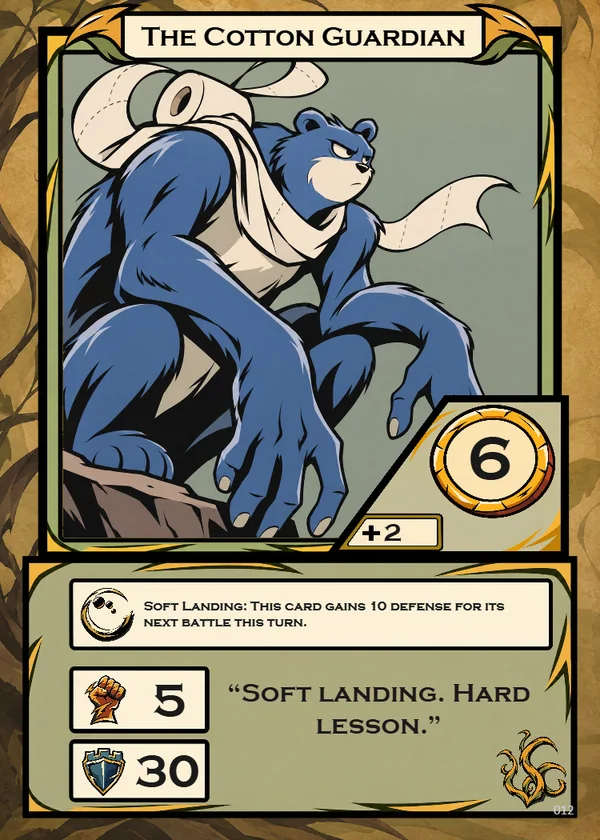 The Cotton Guardian
6
+2
Soft Landing: This card gains 10 defense for its
next battle this turn.
5
“Soft landing. Hard
lesson.”
30
012